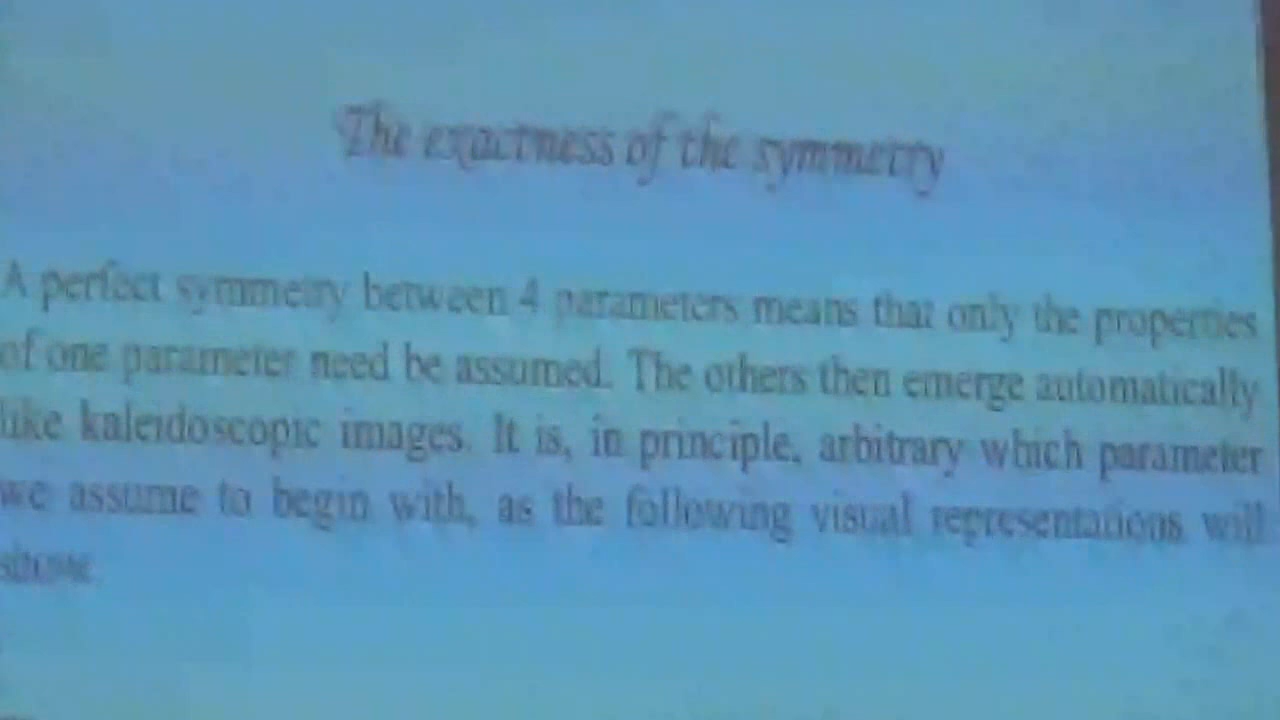 The exactness of the symmetry
A perfect symmetry between 4 parameters means that only the properties
of one parameter need be assumed. The others then emerge automatically
like kaleidoscopic images. It is, in principle, arbitrary which parameter
we assume to begin with, as the following visual representations will
show.